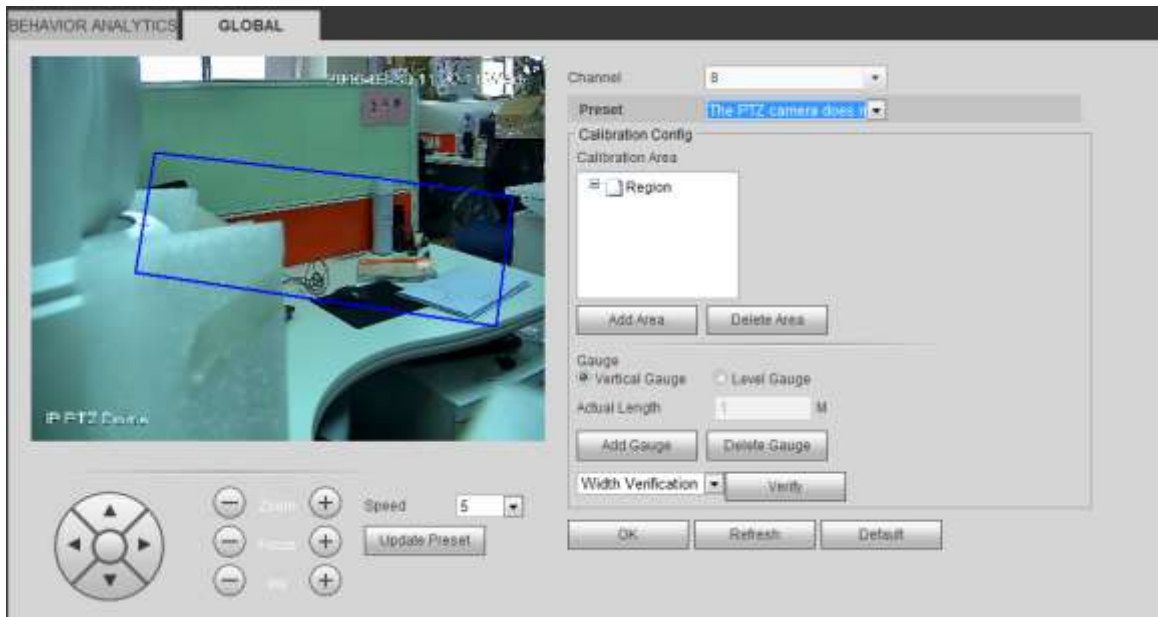 BEHAVIOR ANALYTICS
GLOBAL
Channel
8
Preset
The PTZ camera does
Calibration Config
Calibration Area
Region
Add Area
Delete Area
Gauge
Vertical Gauge
Level Gauge
Actual Length
1
M
Add Gauge
Delete Gauge
Width Verification
Verify
OK
Refresh
Default
IP PTZ Dome
Zoom
Focus
Iris
Speed
5
Update Preset